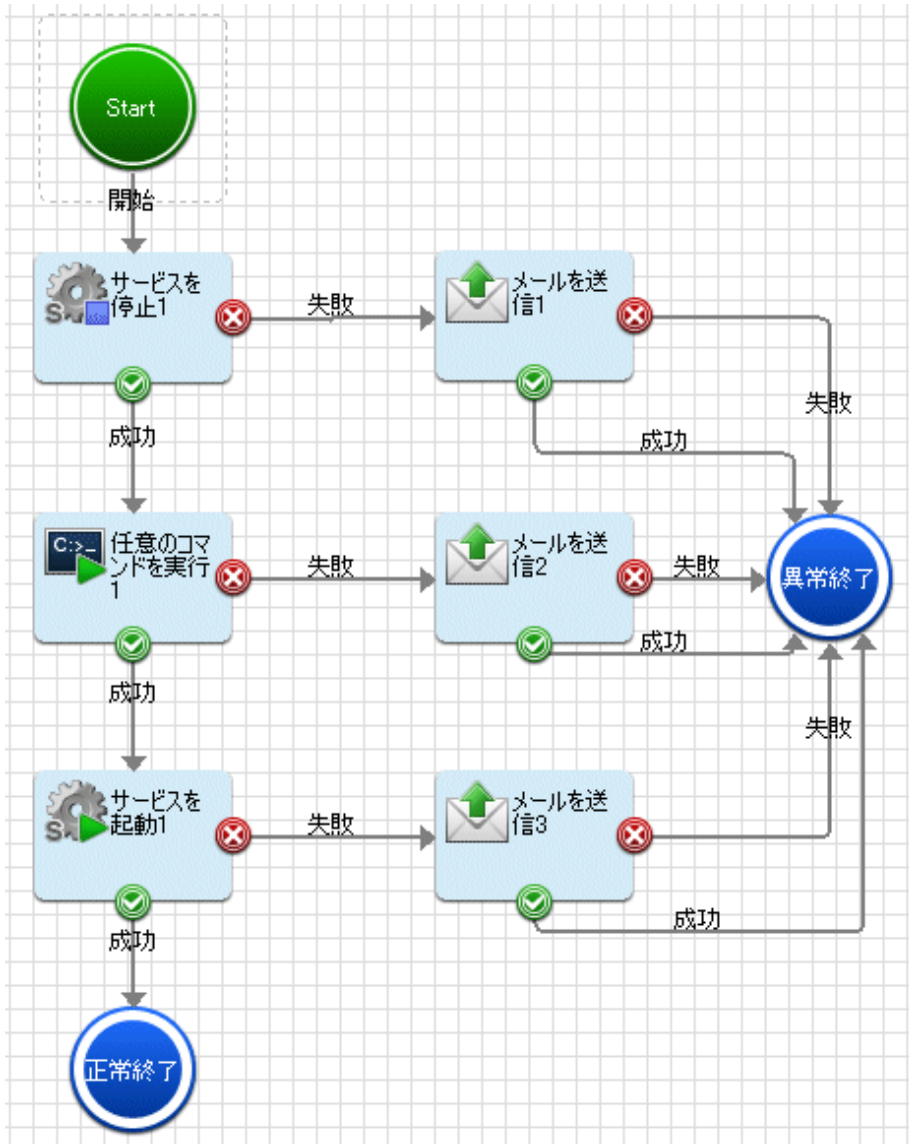 Start
開始
サービスを
停止1
失敗
メールを送
信1
失敗
成功
成功
C:>_
任意のコマ
ンドを実行
1
失敗
メールを送
信2
失敗
異常終了
成功
成功
サービスを
起動1
失敗
メールを送
信3
失敗
成功
成功
正常終了